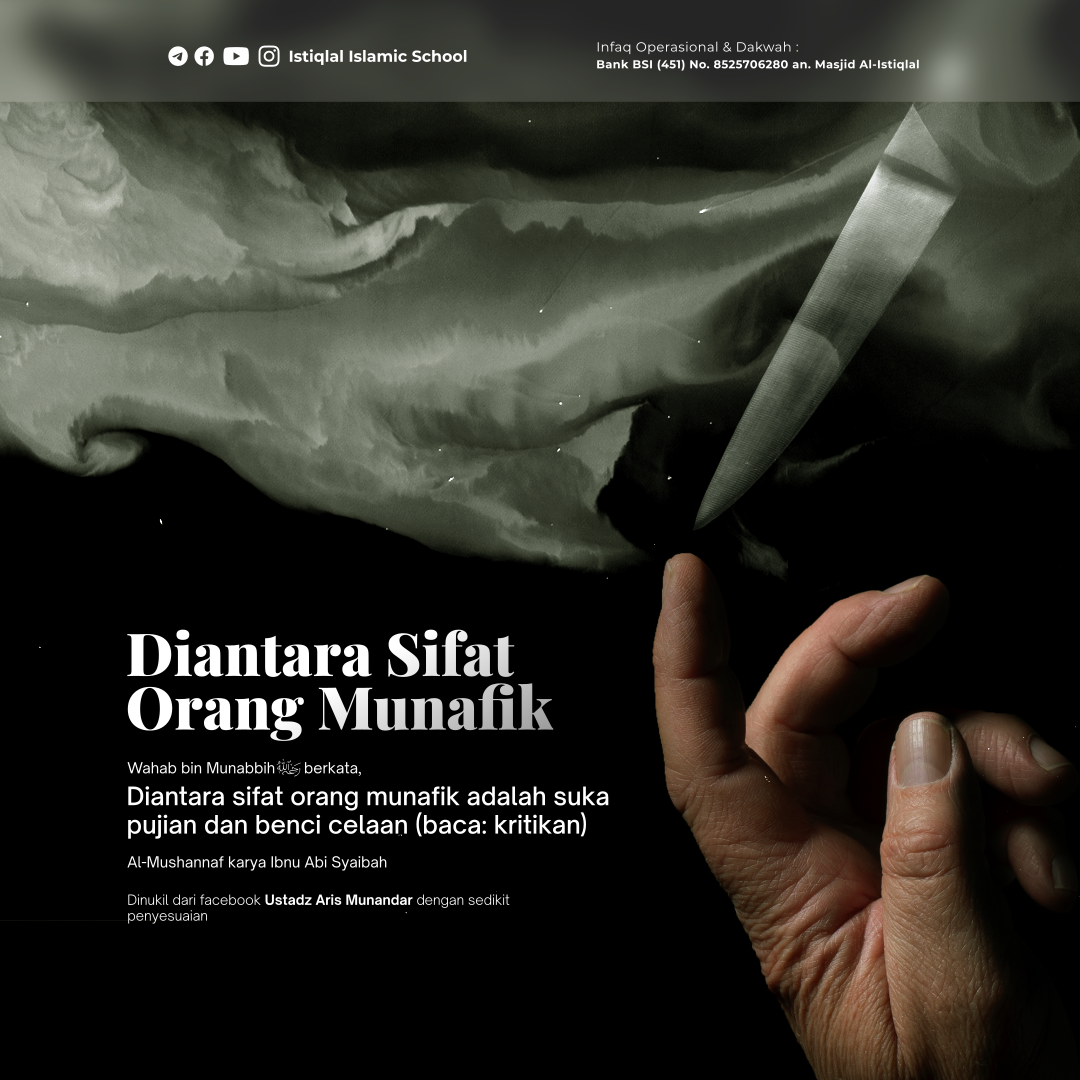 Istiqlal Islamic School
Infaq Operasional & Dakwah :
Bank BSI (451) No. 8525706280 an. Masjid Al-Istiqlal
Diantara Sifat
Orang Munafik
Wahab bin Munabbih berkata,
Diantara sifat orang munafik adalah suka
pujian dan benci celaan (baca: kritikan)
Al-Mushannaf karya Ibnu Abi Syaibah
Dinukil dari facebook Ustadz Aris Munandar dengan sedikit
penyesuaian